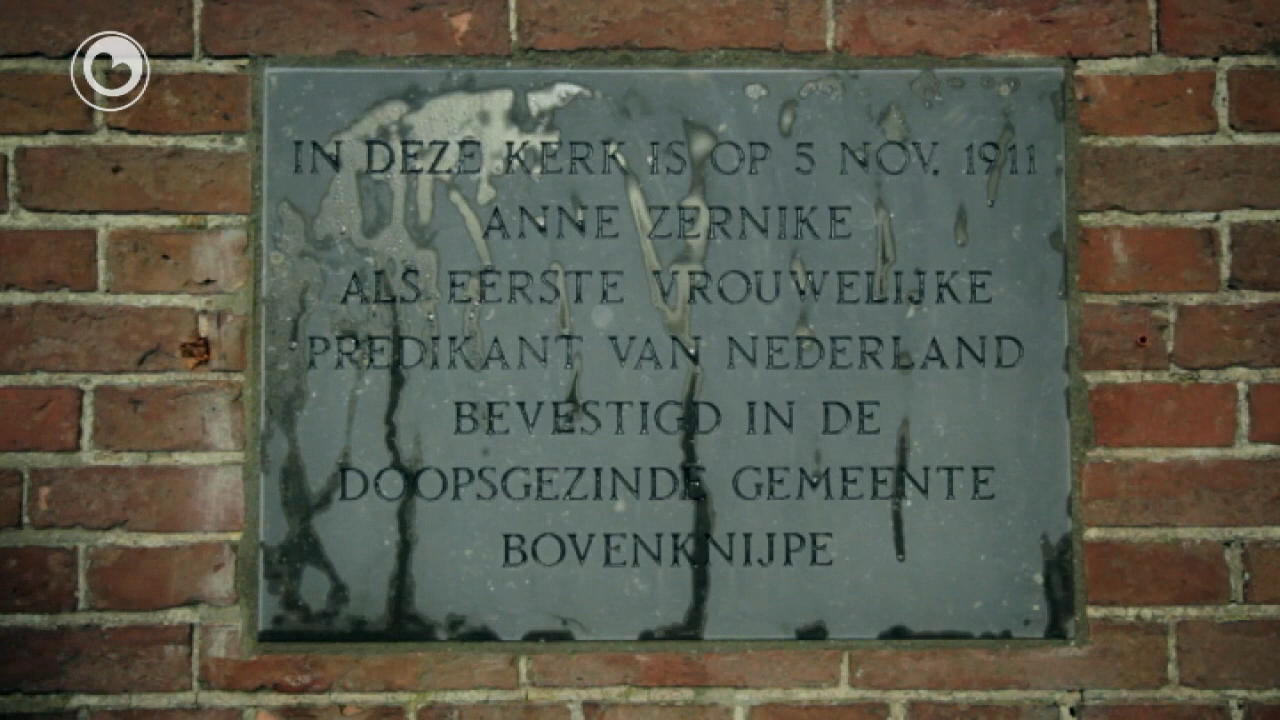 IN DEZE KERK IS OP 5 NOV. 1911
ANNE ZERNIKE
ALS EERSTE VROUWELIJKE
PREDIKANT VAN NEDERLAND
BEVESTIGD IN DE
DOOPSGEZINDE GEMEENTE
BOVENKNIJPE